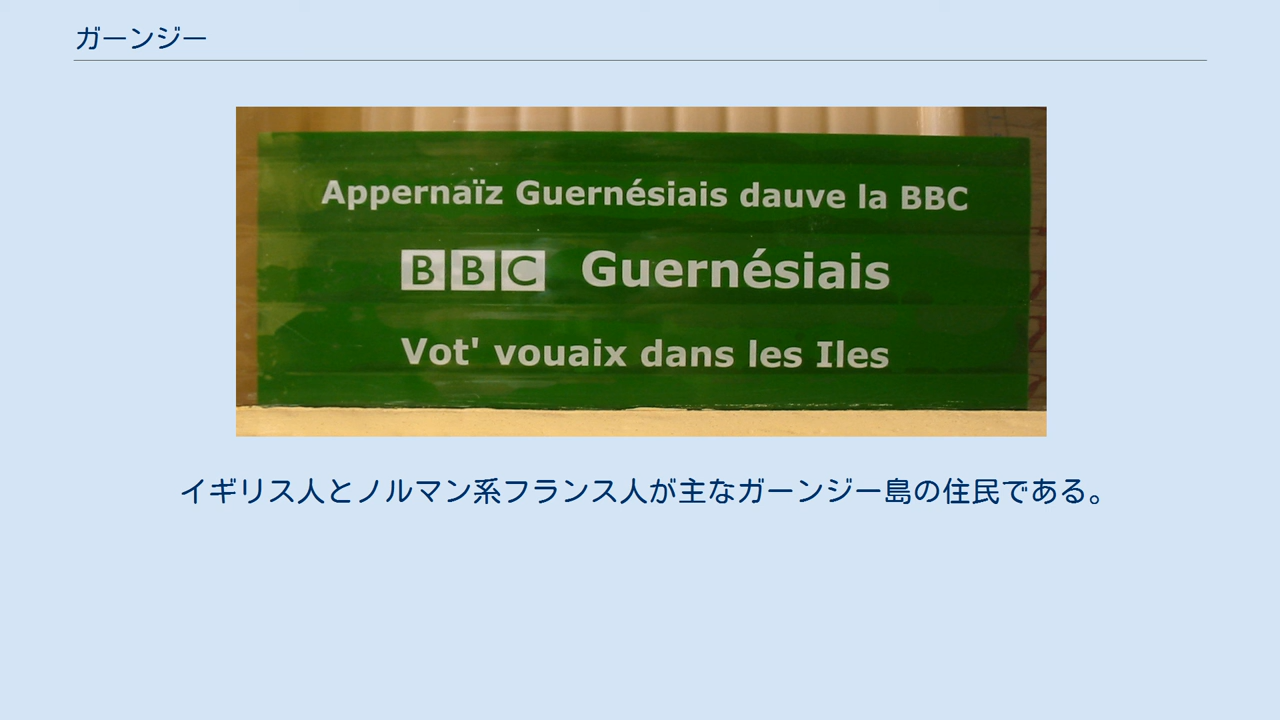 ガーンジー
Appernaïz Guernésiais dauve la BBC
BBC Guernésiais
Vot' vouaix dans les Iles
イギリス人とノルマン系フランス人が主なガーンジー島の住民である。